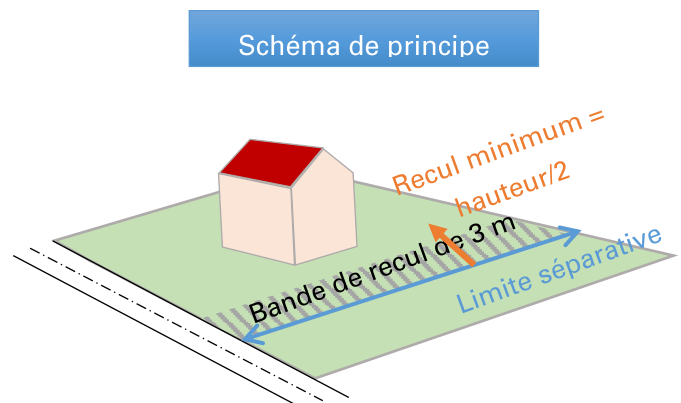 Schéma de principe
Recul minimum =
hauteur/2
Bande de recul de 3 m
Limite séparative